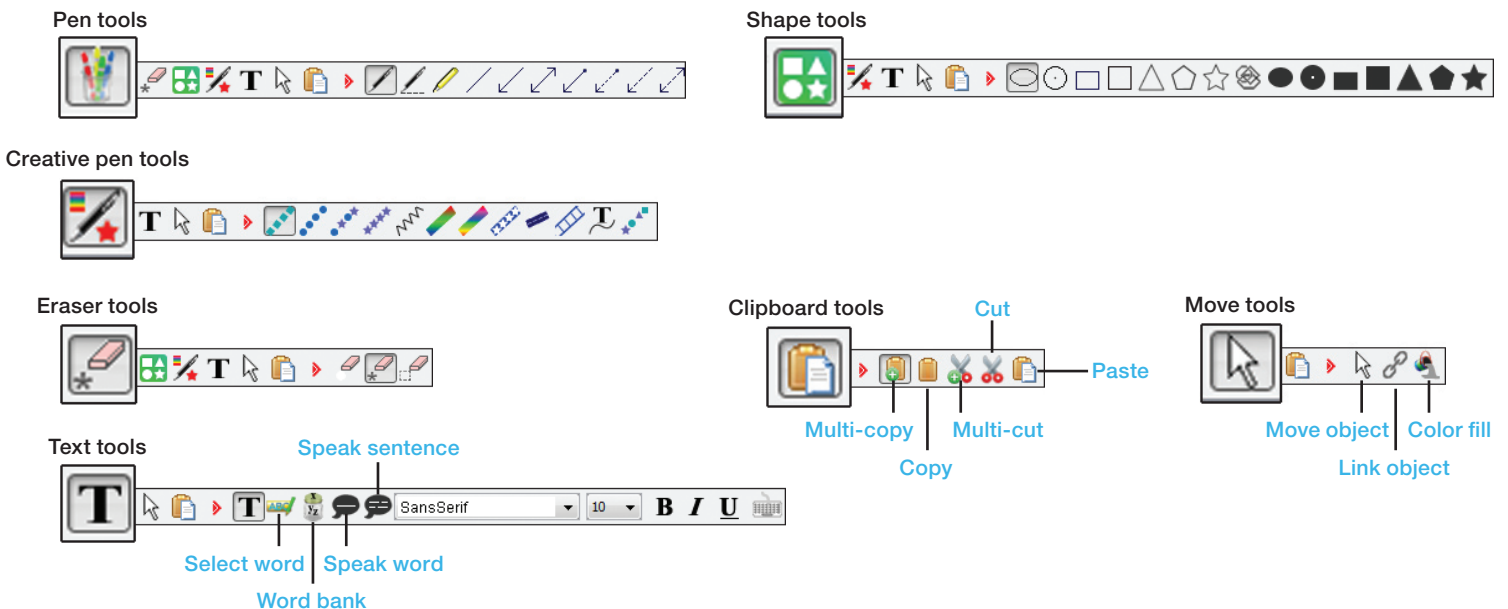 Pen tools
Shape tools
T
T
Creative pen tools
T
T
Eraser tools
T
Clipboard tools
Cut
Paste
Multi-copy
Multi-cut
Copy
Move tools
Move object
Color fill
Link object
Text tools
Speak sentence
T
T
ABC
X
YZ
SansSerif
10
B
I
U
Select word
Speak word
Word bank